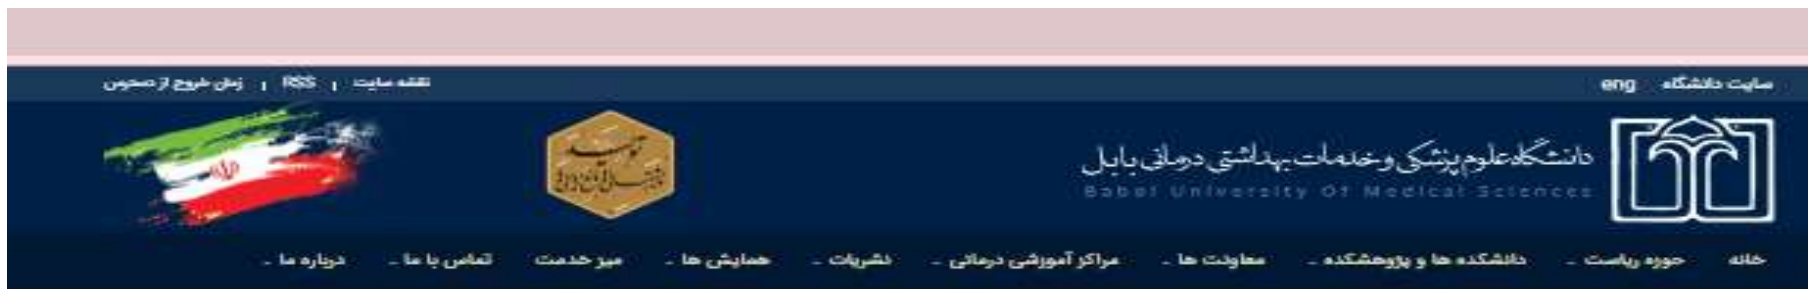 سایت دانشگاه eng
نقشه سایت | RSS | زمان خروج از دسترس
دانشگاه علوم پزشکی و خدمات بهداشتی درمانی بابل
Babol University Of Medical Sciences
خانه حوزه ریاست دانشکده ها و پژوهشکده معاونت ها مراکز آموزشی درمانی نشریات همایش ها میز خدمت تماس با ما درباره ما